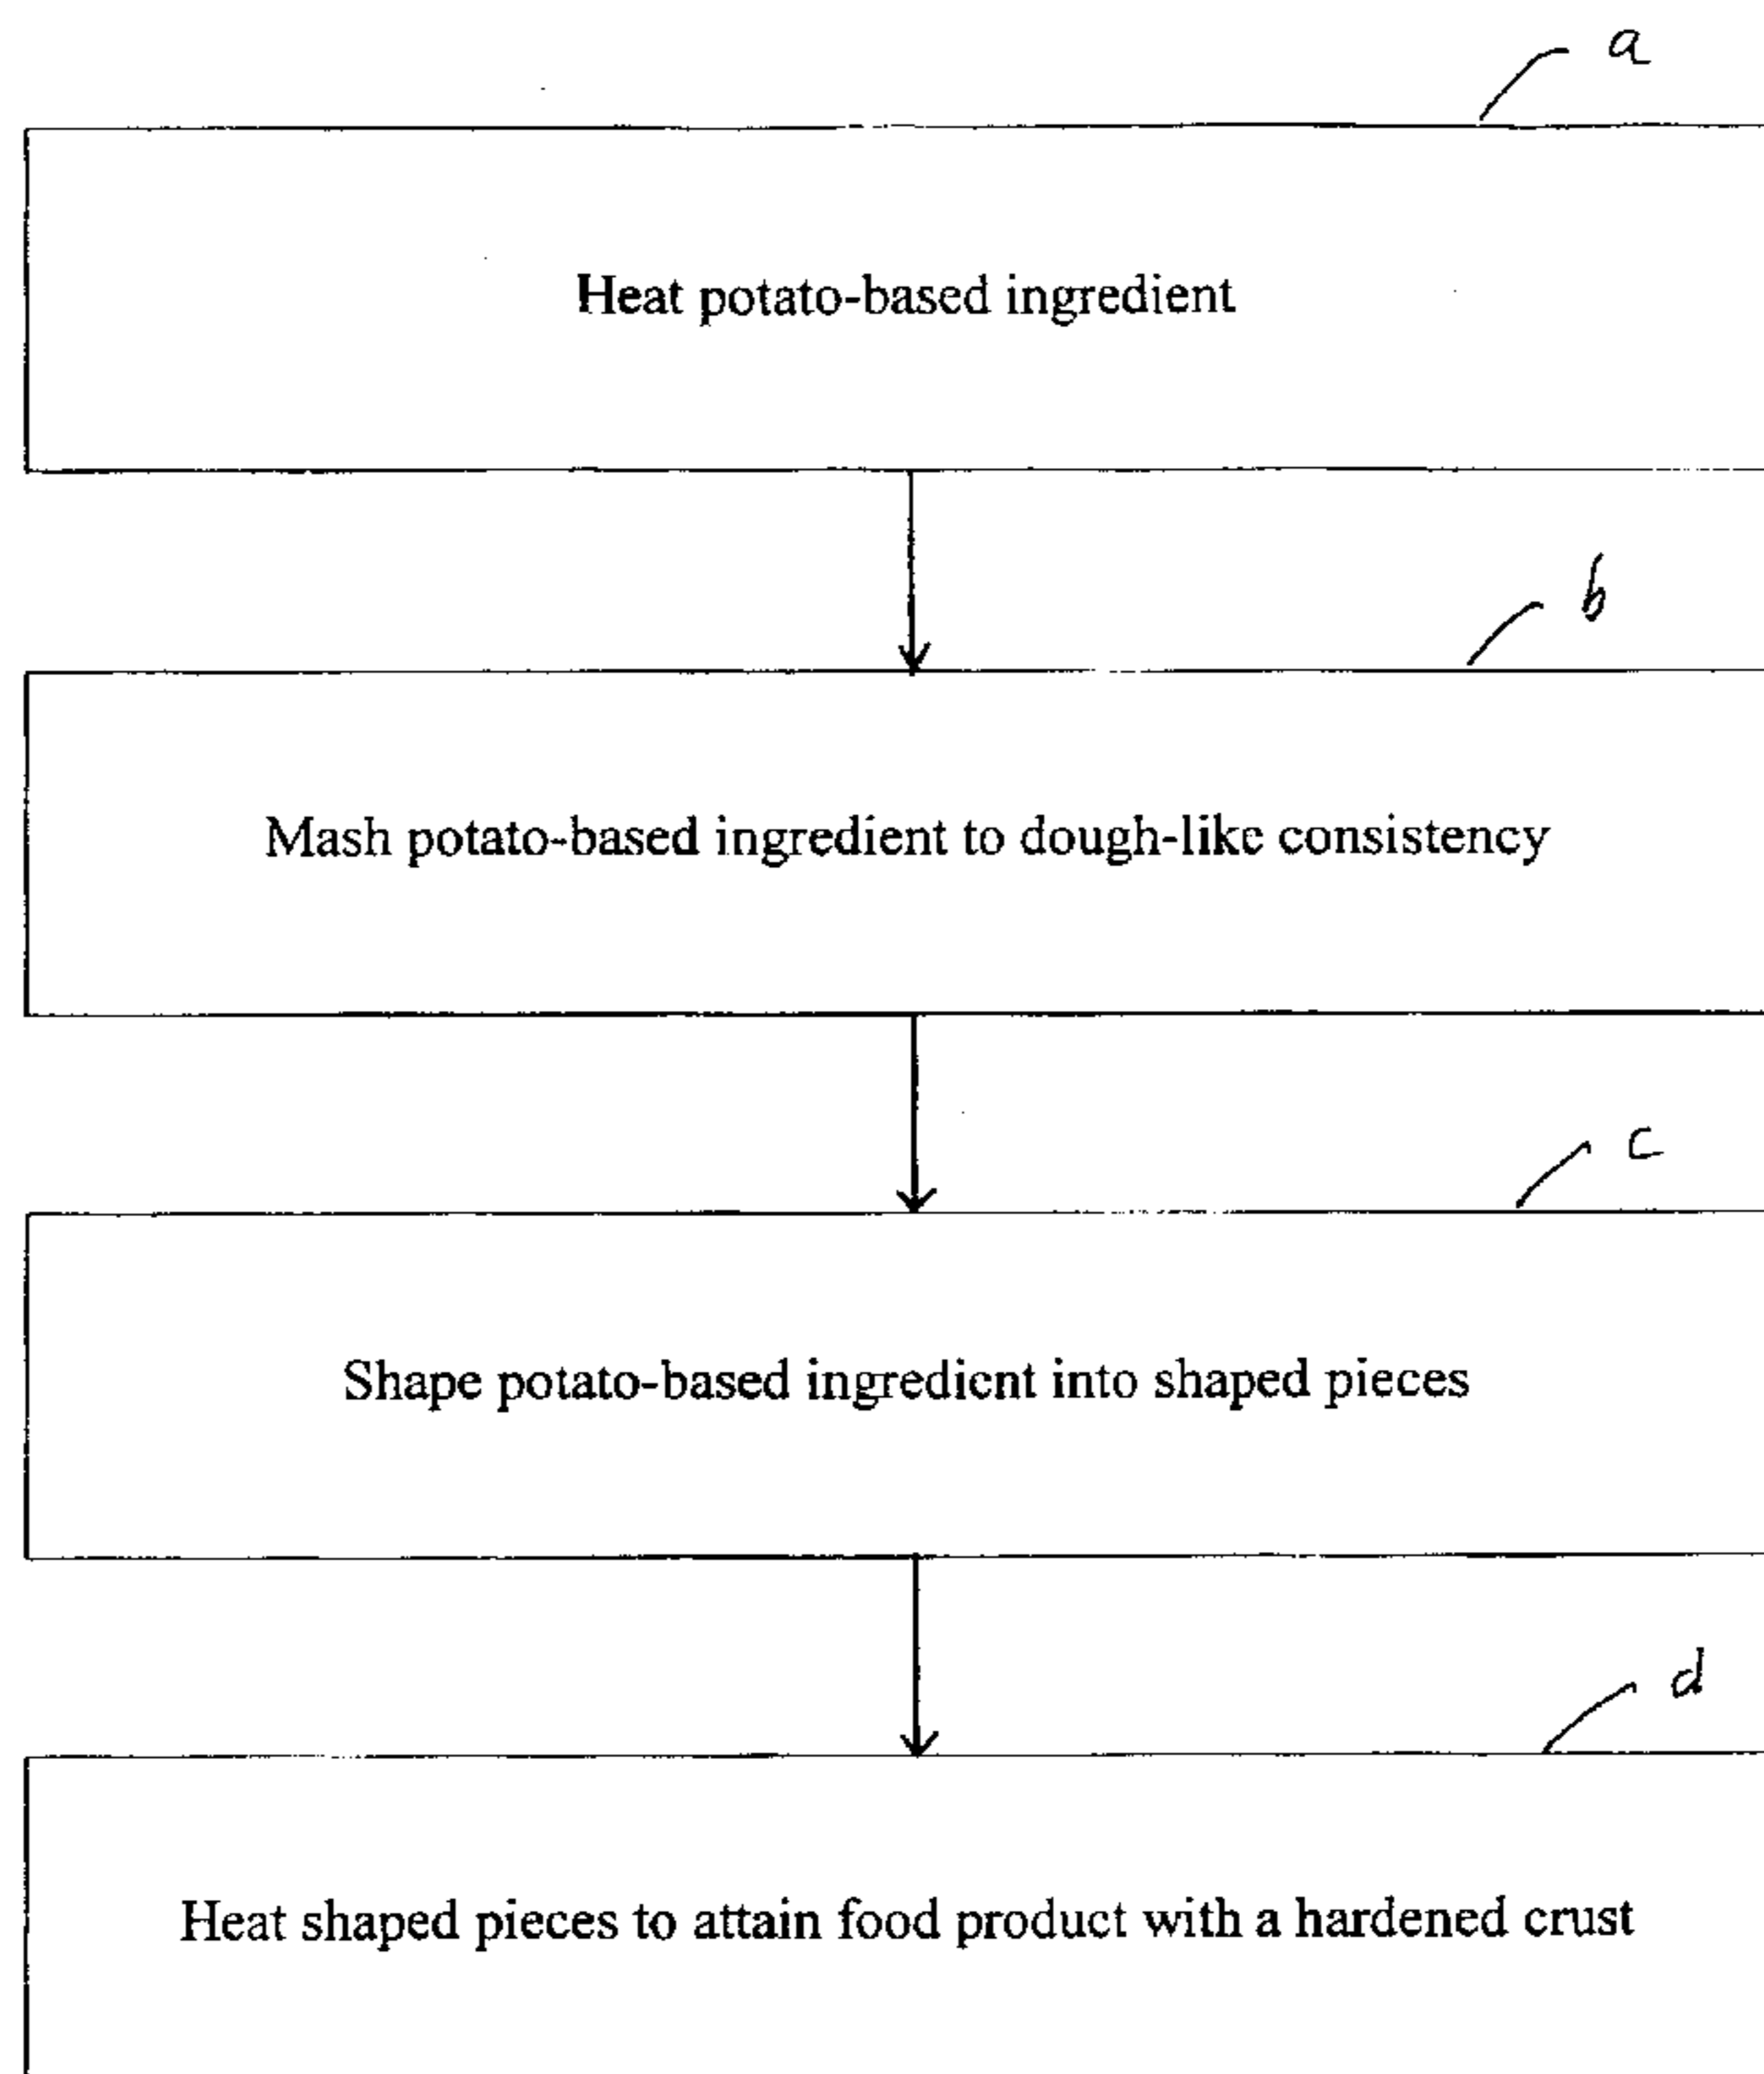 a
Heat potato-based ingredient
b
Mash potato-based ingredient to dough-like consistency
c
Shape potato-based ingredient into shaped pieces
d
Heat shaped pieces to attain food product with a hardened crust